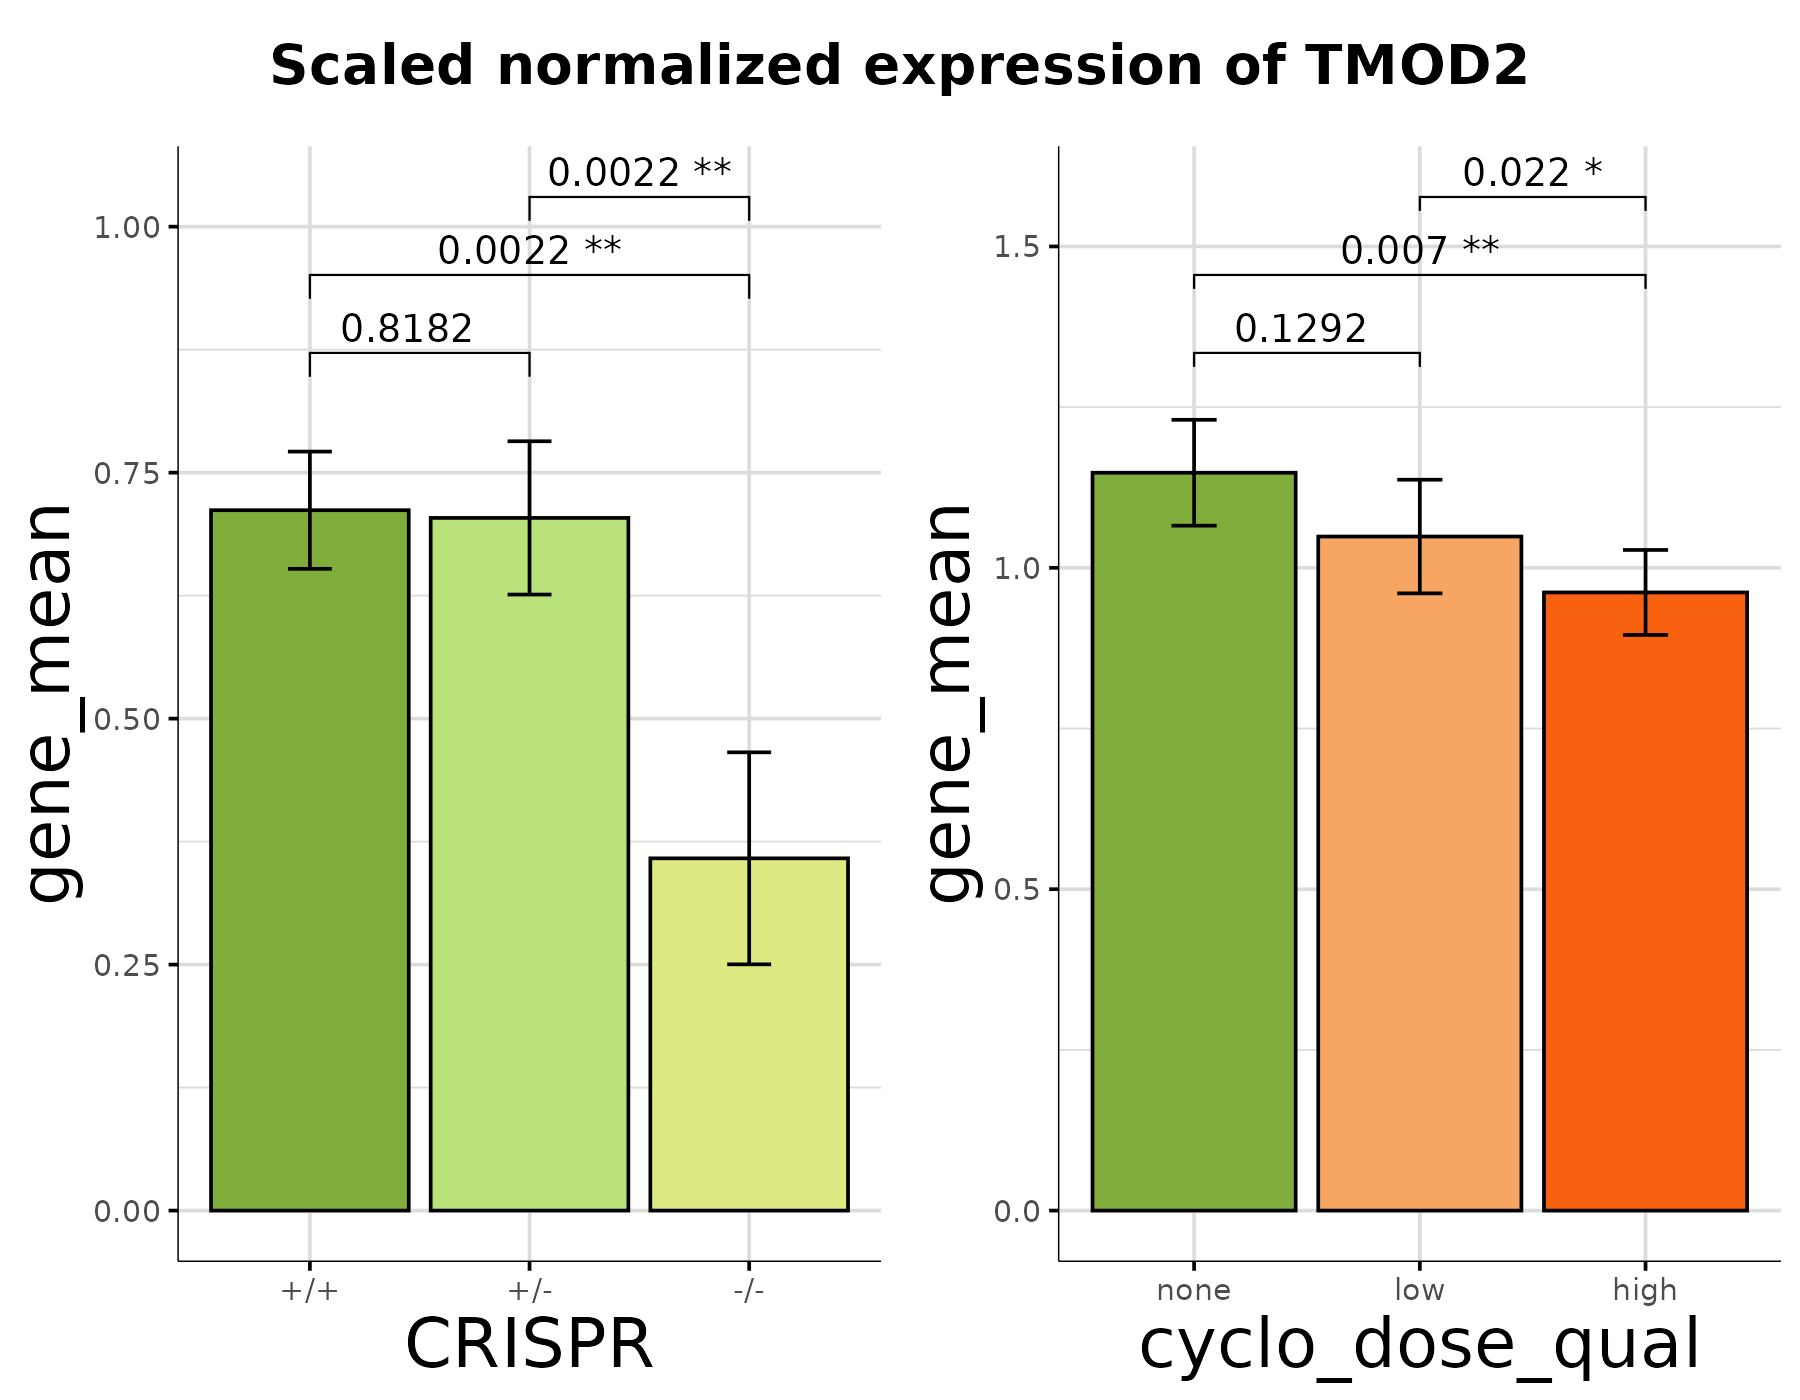 Scaled normalized expression of TMOD2
gene_mean
1.00
0.75
0.50
0.25
0.00
0.0022 **
0.0022 **
0.8182
+/+
+/-
-/-
CRISPR
gene_mean
1.5
1.0
0.5
0.0
0.022 *
0.007 **
0.1292
none
low
high
cyclo_dose_qual